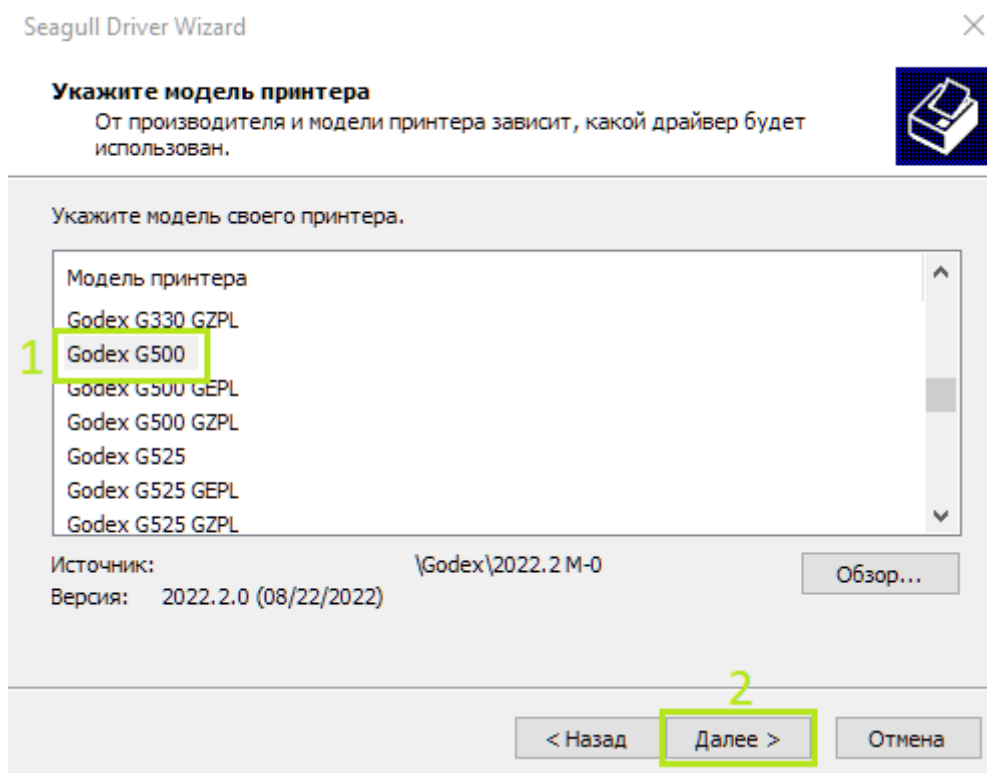 Seagull Driver Wizard
Укажите модель принтера
От производителя и модели принтера зависит, какой драйвер будет
использован.
Укажите модель своего принтера.
Модель принтера
Godex G330 GZPL
1
Godex G500
Godex G500 GEPL
Godex G500 GZPL
Godex G525
Godex G525 GEPL
Godex G525 GZPL
Источник: \Godex\2022.2 M-0
Обзор...
Версия: 2022.2.0 (08/22/2022)
2
< Назад
Далее >
Отмена